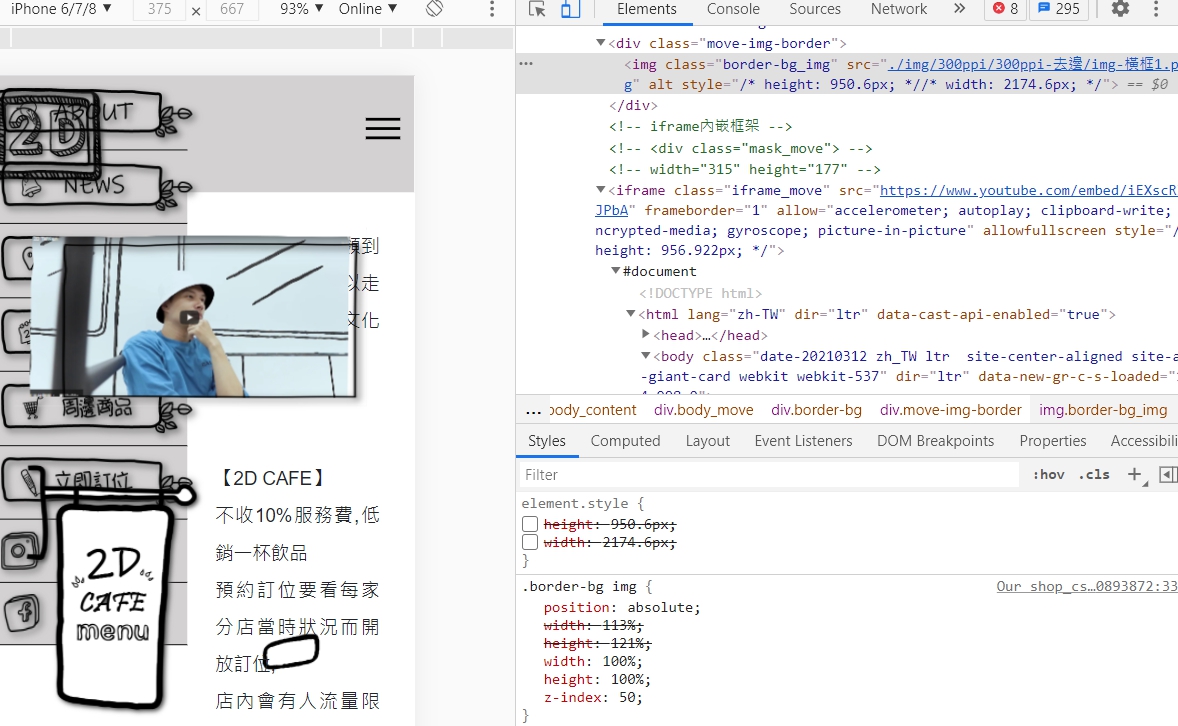 iPhone 6/7/8 ▼ 375 × 667 93% ▼ Online ▼
Elements Console Sources Network » 8 295
2D ABOUT
NEWS
類到
以走
文化
周邊商品
立即訂位
2D
CAFE
menu
【2D CAFE】
不收10%服務費,低
銷一杯飲品
預約訂位要看每家
分店當時狀況而開
放訂位,
店內會有人流量限
▼<div class="move-img-border">
<img class="border-bg_img" src="./img/300ppi/300ppi-去邊/img-橫框1.p
g" alt style="/* height: 950.6px; *//* width: 2174.6px; */"> == $0
</div>
<!-- iframe內嵌框架 -->
<!-- <div class="mask_move"> -->
<!-- width="315" height="177" -->
▼<iframe class="iframe_move" src="https://www.youtube.com/embed/iEXscR
JPbA" frameborder="1" allow="accelerometer; autoplay; clipboard-write;
ncrypted-media; gyroscope; picture-in-picture" allowfullscreen style="/
height: 956.922px; */">
▼#document
<!DOCTYPE html>
▼<html lang="zh-TW" dir="ltr" data-cast-api-enabled="true">
▶<head>…</head>
▼<body class="date-20210312 zh_TW ltr site-center-aligned site-a
-giant-card webkit webkit-537" dir="ltr" data-new-gr-c-s-loaded="
… body_content div.body_move div.border-bg div.move-img-border img.border-bg_img
Styles Computed Layout Event Listeners DOM Breakpoints Properties Accessibili
Filter :hov .cls +
element.style {
height: 950.6px;
width: 2174.6px;
}
.border-bg img { Our shop_cs…0893872:33
position: absolute;
width: 113%;
height: 121%;
width: 100%;
height: 100%;
z-index: 50;
}